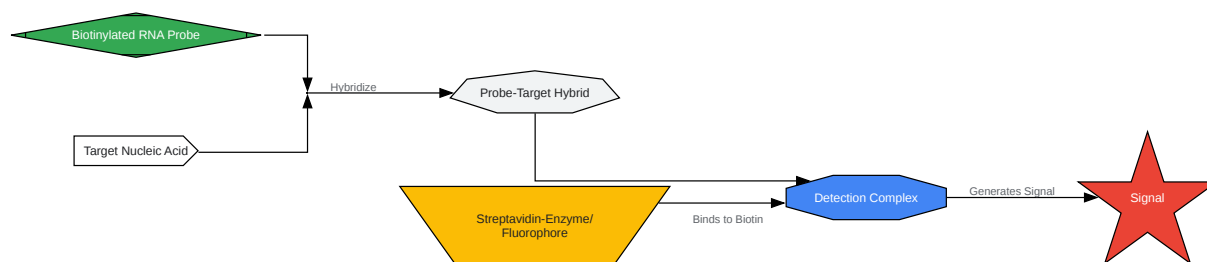 Biotinylated RNA Probe
Hybridize
Probe-Target Hybrid
Target Nucleic Acid
Streptavidin-Enzyme/
Fluorophore
Binds to Biotin
Detection Complex
Generates Signal
Signal